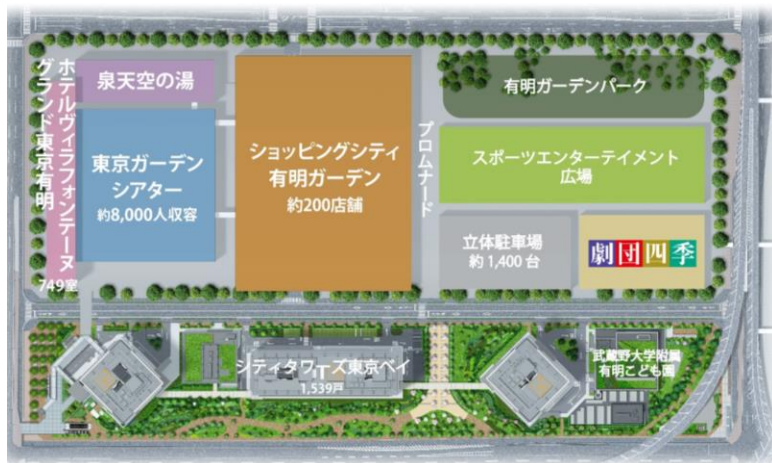 ホテルヴィラフォンテーヌ
グランド東京有明
749室
泉天空の湯
東京ガーデン
シアター
約8,000人収容
ショッピングシティ
有明ガーデン
約200店舗
プロムナード
有明ガーデンパーク
スポーツエンターテイメント
広場
立体駐車場
約1,400台
劇団四季
シティタワーズ東京ベイ
1,539戸
武蔵野大学附属
有明こども園